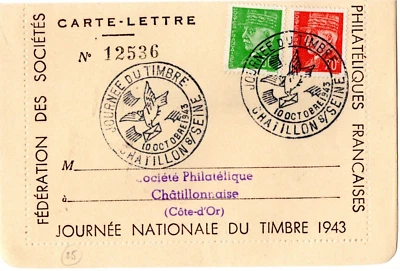 CARTE-LETTRE
N° 12536
FÉDÉRATION DES SOCIÉTÉS
PHILATÉLIQUES FRANÇAISES
JOURNÉE DU TIMBRE
10 OCTOBRE 1943
CHATILLON S/ SEINE
JOURNÉE DU TIMBRE
10 OCTOBRE 1943
CHATILLON S/ SEINE
M
Société Philatélique
à
Châtillonnaise
(Côte-d'Or)
JOURNÉE NATIONALE DU TIMBRE 1943